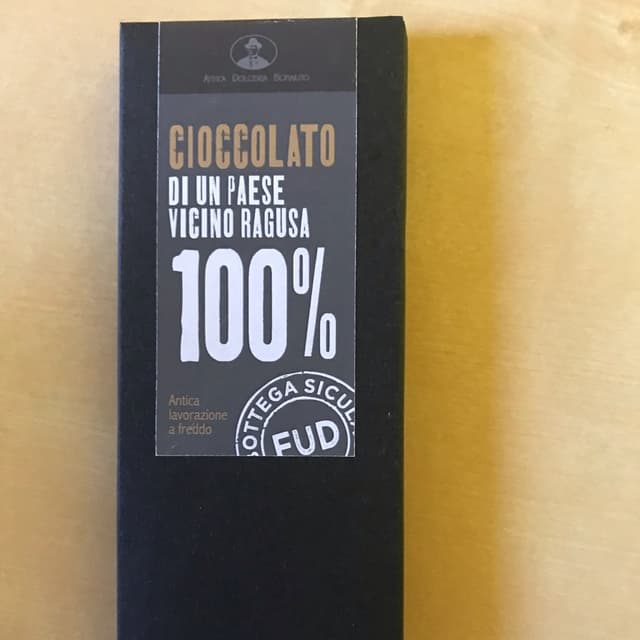 Antica Dolceria Bonajuto
CIOCCOLATO
DI UN PAESE
VICINO RAGUSA
100%
Antica
lavorazione
a freddo
BOTTEGA SICULA
FUD